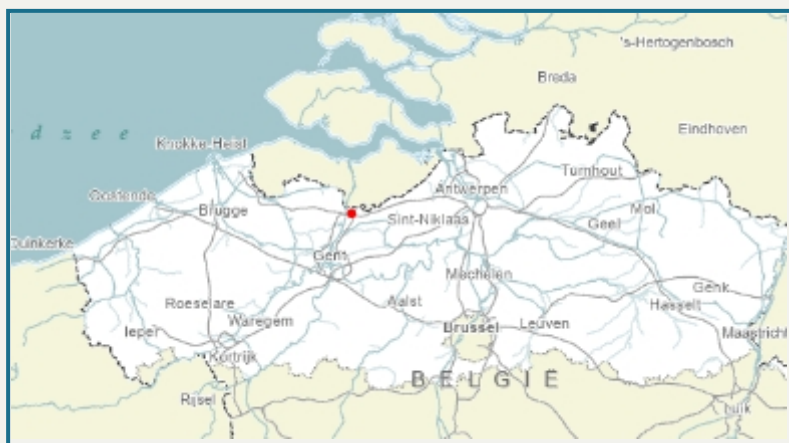 's-Hertogenbosch
Breda
Eindhoven
d z e e
Knokke-Heist
Turnhout
Antwerpen
Oostende
Brugge
Sint-Niklaas
Geel
Mol
Duinkerke
Gent
Mechelen
Genk
Roeselare
Aalst
Hasselt
Waregem
Brussel
Leuven
Ieper
Maastricht
Kortrijk
BELGIË
Rijsel
Luik